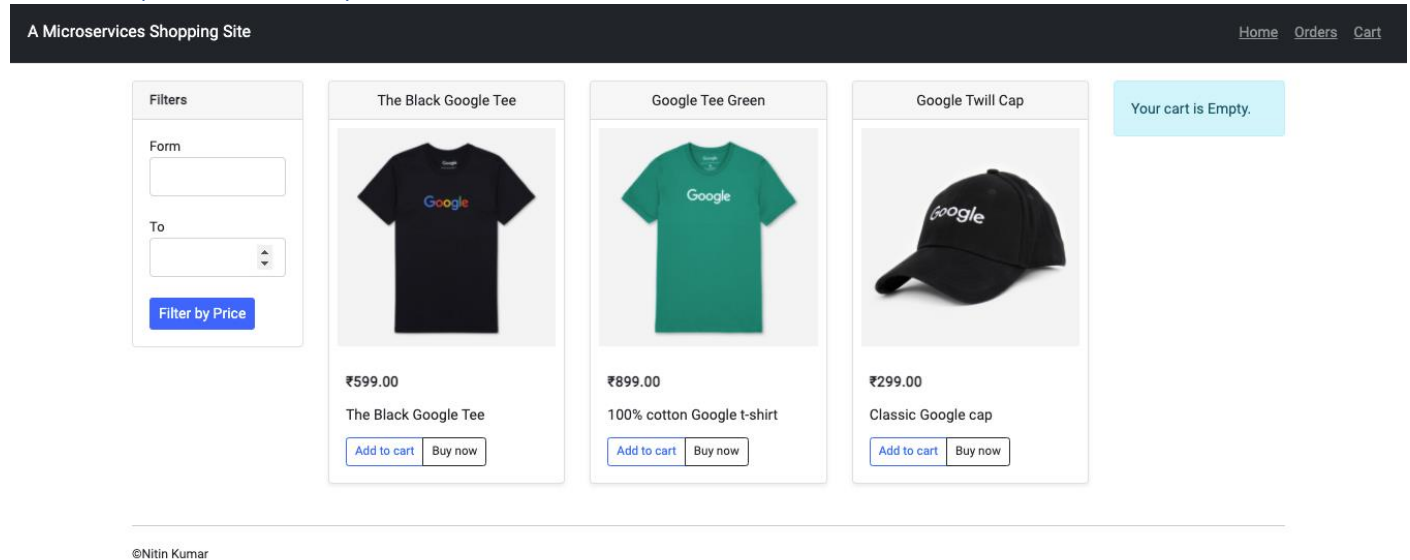 A Microservices Shopping Site
Home Orders Cart
Filters
Form
To
Filter by Price
The Black Google Tee
Google
₹599.00
The Black Google Tee
Add to cart Buy now
Google Tee Green
Google
Google
₹899.00
100% cotton Google t-shirt
Add to cart Buy now
Google Twill Cap
Google
₹299.00
Classic Google cap
Add to cart Buy now
Your cart is Empty.
©Nitin Kumar